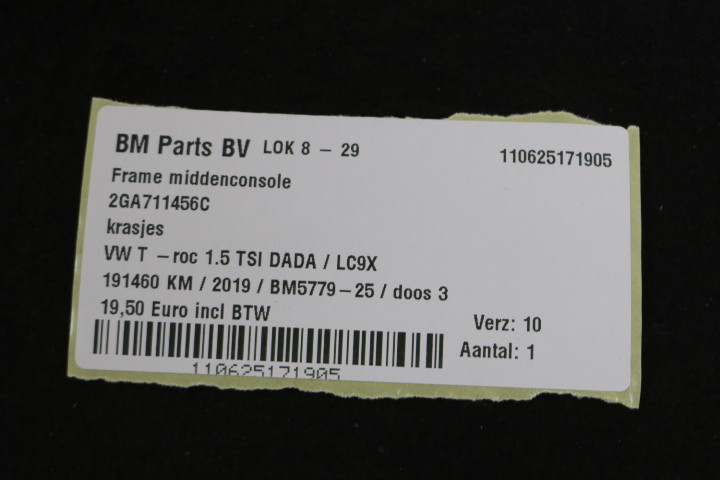 BM Parts BV LOK 8 – 29 110625171905
Frame middenconsole
2GA711456C
krasjes
VW T –roc 1.5 TSI DADA / LC9X
191460 KM / 2019 / BM5779–25 / doos 3
19,50 Euro incl BTW
Verz: 10
Aantal: 1
110625171905